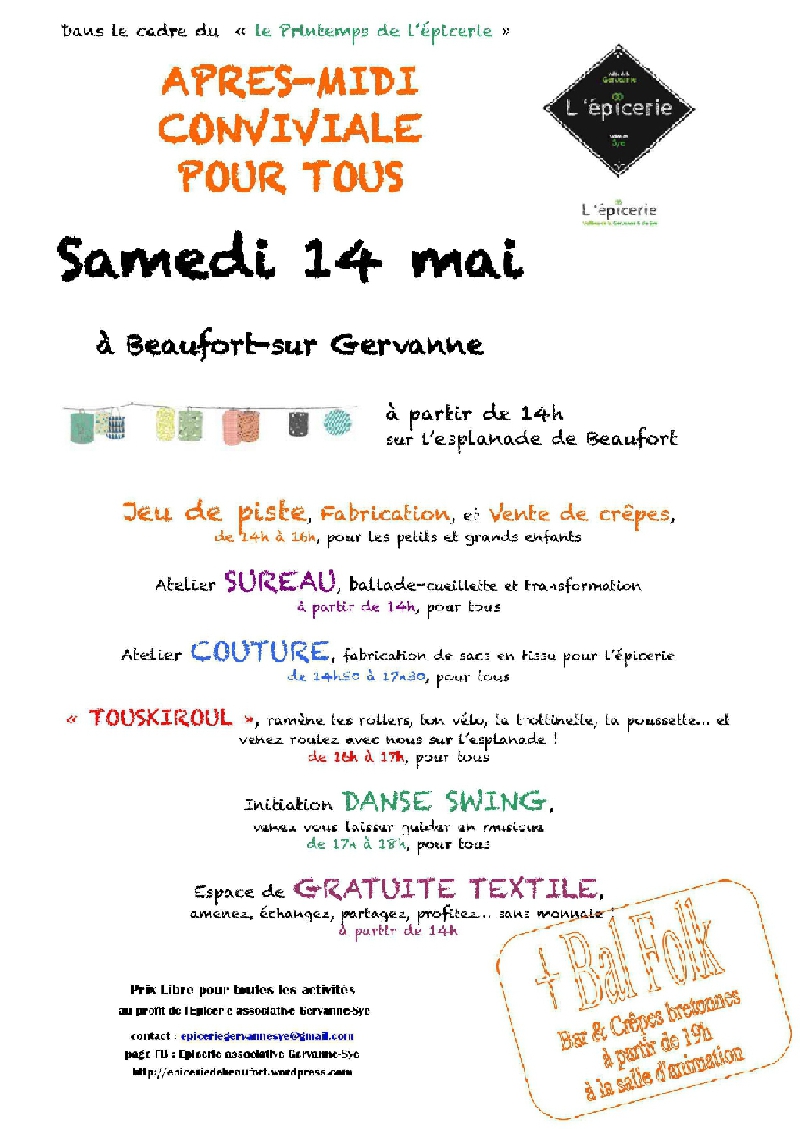 Dans le cadre du « le Printemps de l'épicerie »
APRES-MIDI
CONVIVIALE
POUR TOUS
L'épicerie
L'épicerie
Samedi 14 mai
à Beaufort-sur Gervanne
à partir de 14h
sur l'esplanade de Beaufort
Jeu de piste, Fabrication, et Vente de crêpes,
de 14h à 16h, pour les petits et grands enfants
Atelier SUREAU, ballade-cueillette et transformation
à partir de 14h, pour tous
Atelier COUTURE, fabrication de sacs en tissu pour l'épicerie
de 14h30 à 17h30, pour tous
« TOUSKIROUL », ramène tes rollers, ton vélo, ta trottinette, ta poussette... et
venez roulez avec nous sur l'esplanade !
de 16h à 17h, pour tous
Initiation DANSE SWING,
venez vous laisser guider en musique
de 17h à 18h, pour tous
Espace de GRATUITE TEXTILE,
amenez, échangez, partagez, profitez... sans monnaie !
à partir de 14h
+ Bal Folk
Bar & Crêpes bretonnes
à partir de 19h
à la salle d'animation
Prix Libre pour toutes les activités
au profit de l'Epicerie associative Gervanne-Sye
contact : epiceriegervannesye@gmail.com
page FB : Epicerie associative Gervanne-Sye
http://epiceriedebeaufort.wordpress.com